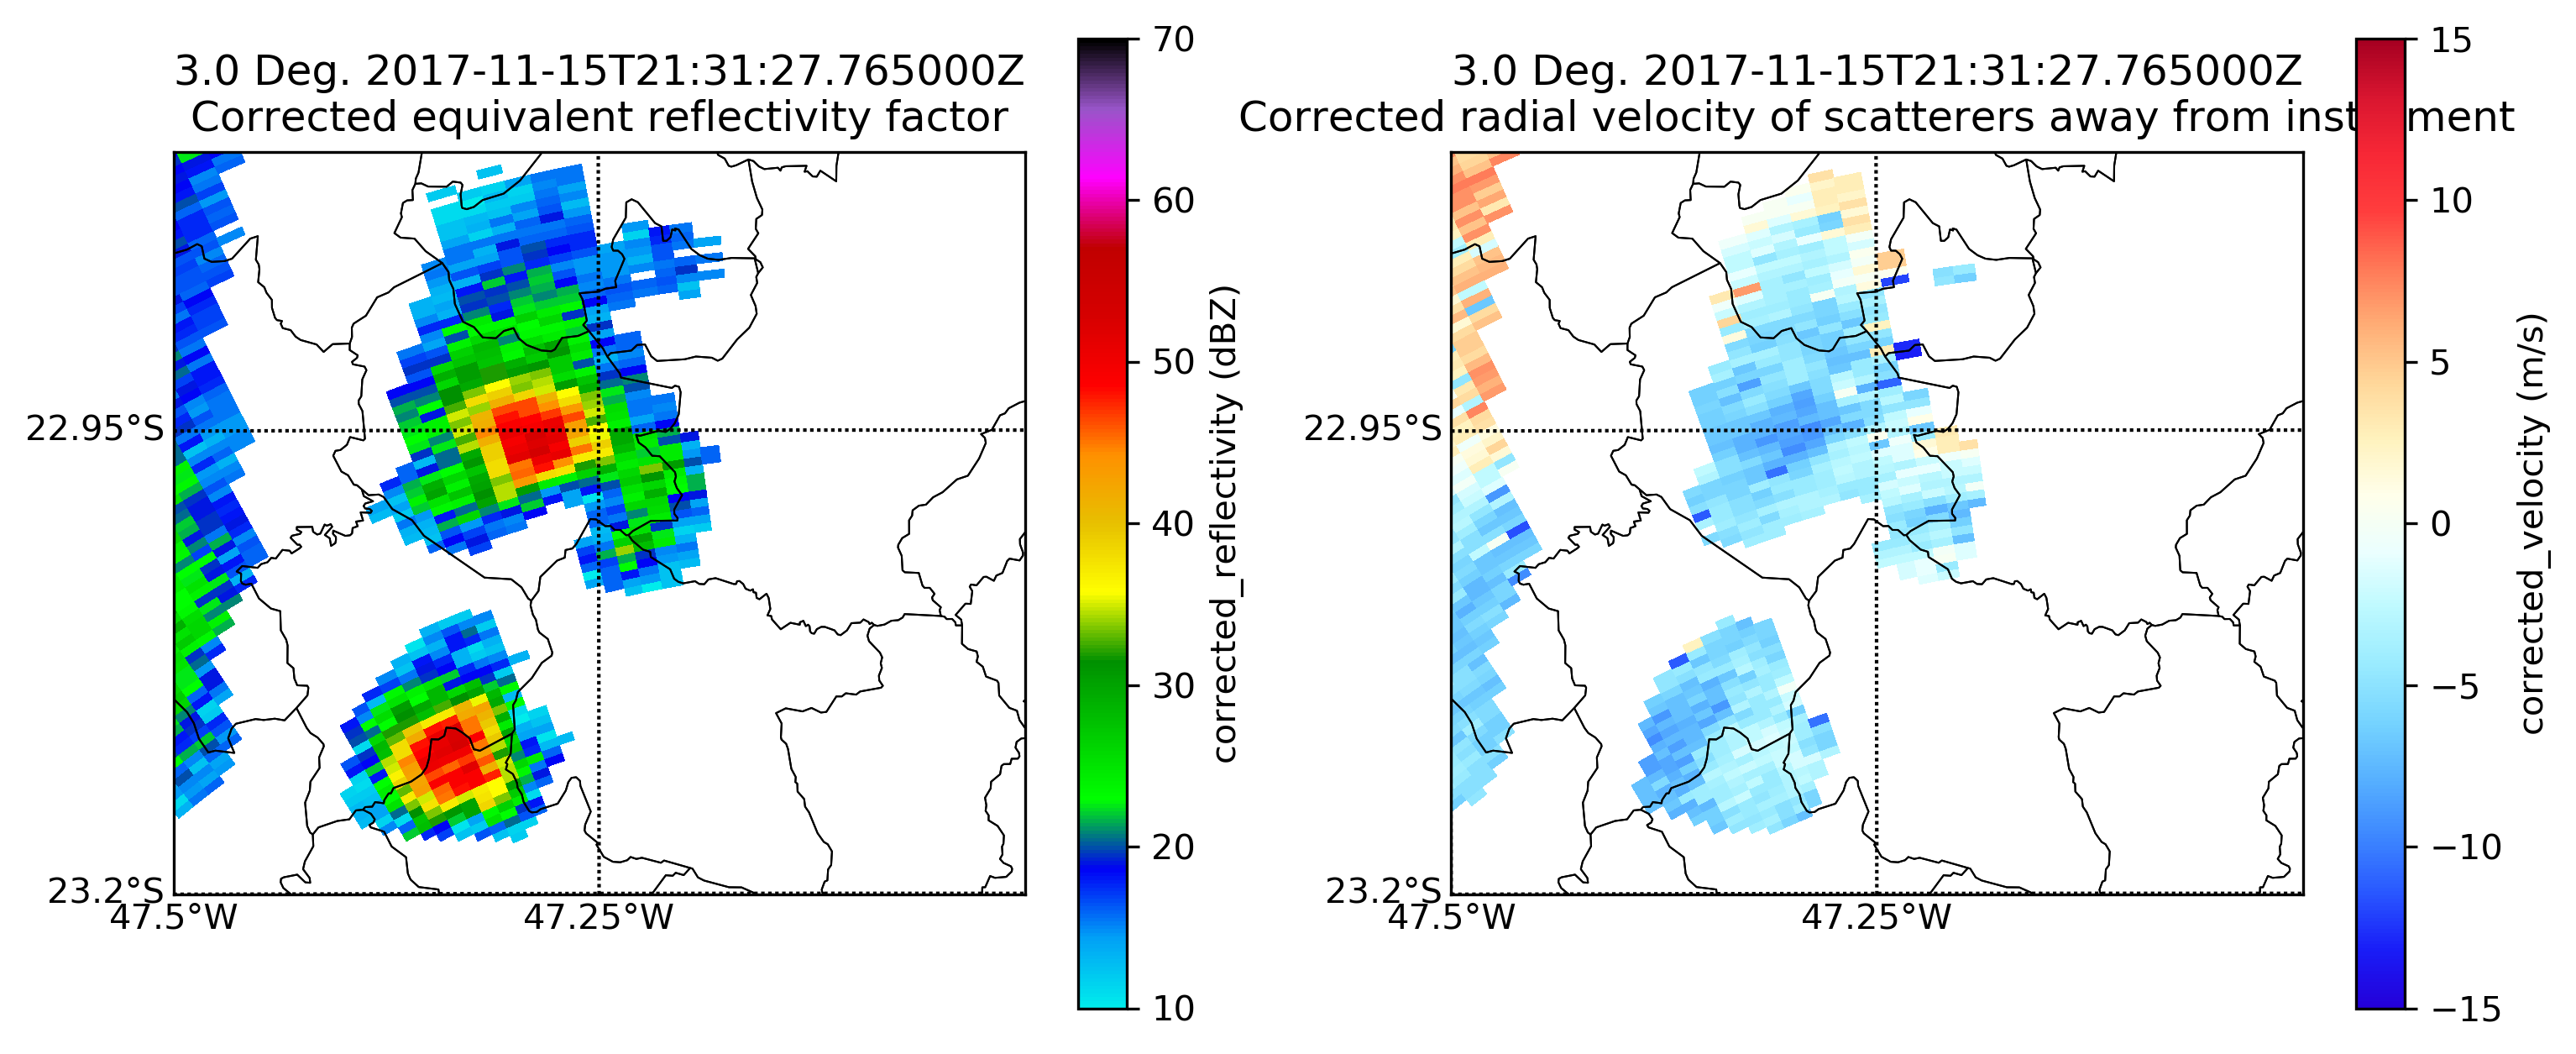 3.0 Deg. 2017-11-15T21:31:27.765000Z
Corrected equivalent reflectivity factor
22.95°S
23.2°S
47.5°W
47.25°W
70
60
50
40
30
20
10
corrected_reflectivity (dBZ)
3.0 Deg. 2017-11-15T21:31:27.765000Z
Corrected radial velocity of scatterers away from inst ment
22.95°S
23.2°S
47.5°W
47.25°W
15
10
5
0
−5
−10
−15
corrected_velocity (m/s)